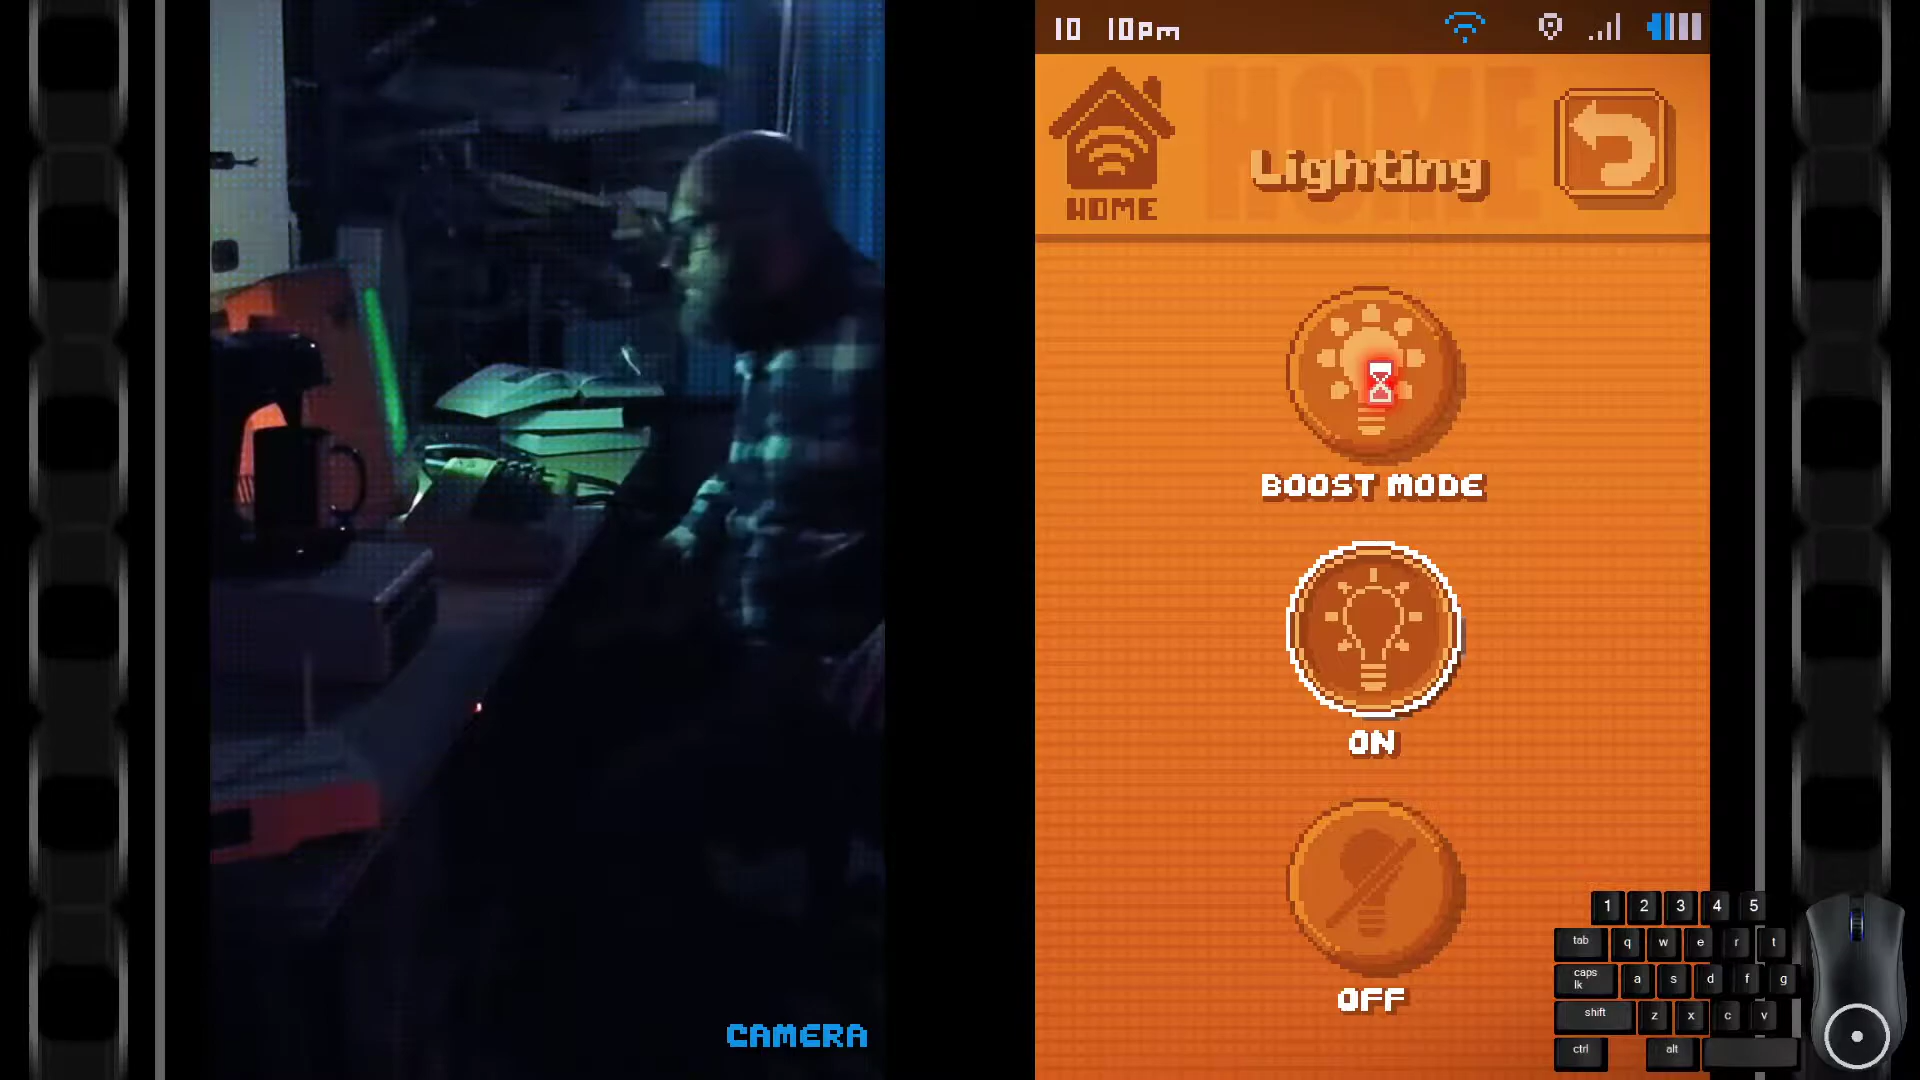 10 10pm
HOME
Lighting
HOME
BOOST MODE
ON
OFF
CAMERA
1 2 3 4 5
tab q w e r t
caps lk a s d f g
shift z x c v
ctrl alt